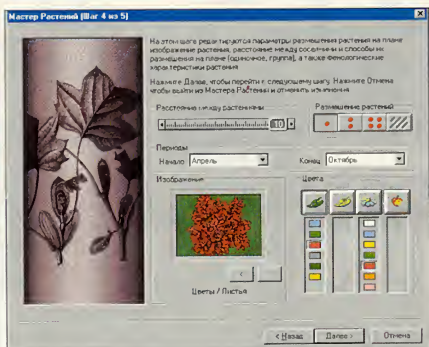 Мастер Растений (Шаг 4 из 5)
На этом шаге редактируются параметры размещения растения на плане
изображение растения, расстояние между соседними и способы их
размещения на плане (одиночное, группа), а также фенологические
характеристики растения
Нажмите Далее, чтобы перейти к следующему шагу. Нажмите Отмена
чтобы выйти из Мастера Растений и отменить изменения
Расстояние между растениями
Размещение растений
10
Периоды
Начало Апрель
Конец Октябрь
Изображение
Цвета
<
Цветы / Листья
< Назад
Далее >
Отмена